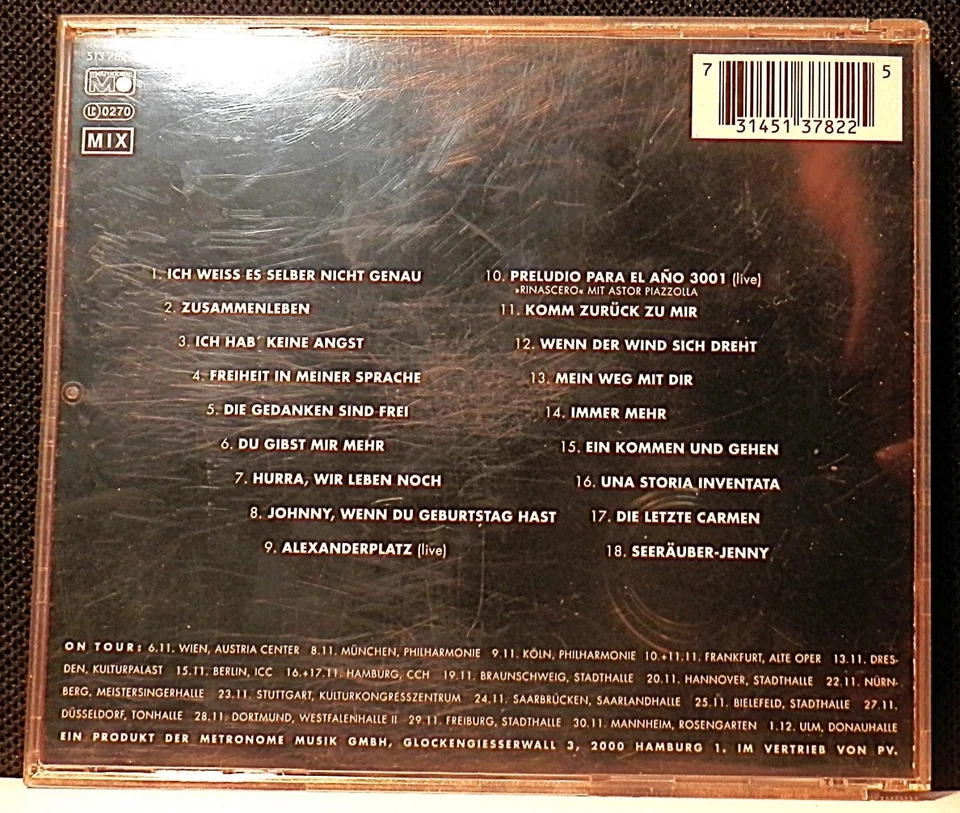 metronome
LC 0270
MIX
7 31451 37822 5
1. ICH WEISS ES SELBER NICHT GENAU
2. ZUSAMMENLEBEN
3. ICH HAB´ KEINE ANGST
4. FREIHEIT IN MEINER SPRACHE
5. DIE GEDANKEN SIND FREI
6. DU GIBST MIR MEHR
7. HURRA, WIR LEBEN NOCH
8. JOHNNY, WENN DU GEBURTSTAG HAST
9. ALEXANDERPLATZ (live)
10. PRELUDIO PARA EL AÑO 3001 (live)
»RINASCERO« MIT ASTOR PIAZZOLLA
11. KOMM ZURÜCK ZU MIR
12. WENN DER WIND SICH DREHT
13. MEIN WEG MIT DIR
14. IMMER MEHR
15. EIN KOMMEN UND GEHEN
16. UNA STORIA INVENTATA
17. DIE LETZTE CARMEN
18. SEERÄUBER-JENNY
ON TOUR: 6.11. WIEN, AUSTRIA CENTER 8.11. MÜNCHEN, PHILHARMONIE 9.11. KÖLN, PHILHARMONIE 10.+11.11. FRANKFURT, ALTE OPER 13.11. DRES-
DEN, KULTURPALAST 15.11. BERLIN, ICC 16.+17.11. HAMBURG, CCH 19.11. BRAUNSCHWEIG, STADTHALLE 20.11. HANNOVER, STADTHALLE 22.11. NÜRN-
BERG, MEISTERSINGERHALLE 23.11. STUTTGART, KULTURKONGRESSZENTRUM 24.11. SAARBRÜCKEN, SAARLANDHALLE 25.11. BIELEFELD, STADTHALLE 27.11.
DÜSSELDORF, TONHALLE 28.11. DORTMUND, WESTFALENHALLE II 29.11. FREIBURG, STADTHALLE 30.11. MANNHEIM, ROSENGARTEN 1.12. ULM, DONAUHALLE
EIN PRODUKT DER METRONOME MUSIK GMBH, GLOCKENGIESSERWALL 3, 2000 HAMBURG 1. IM VERTRIEB VON PV.